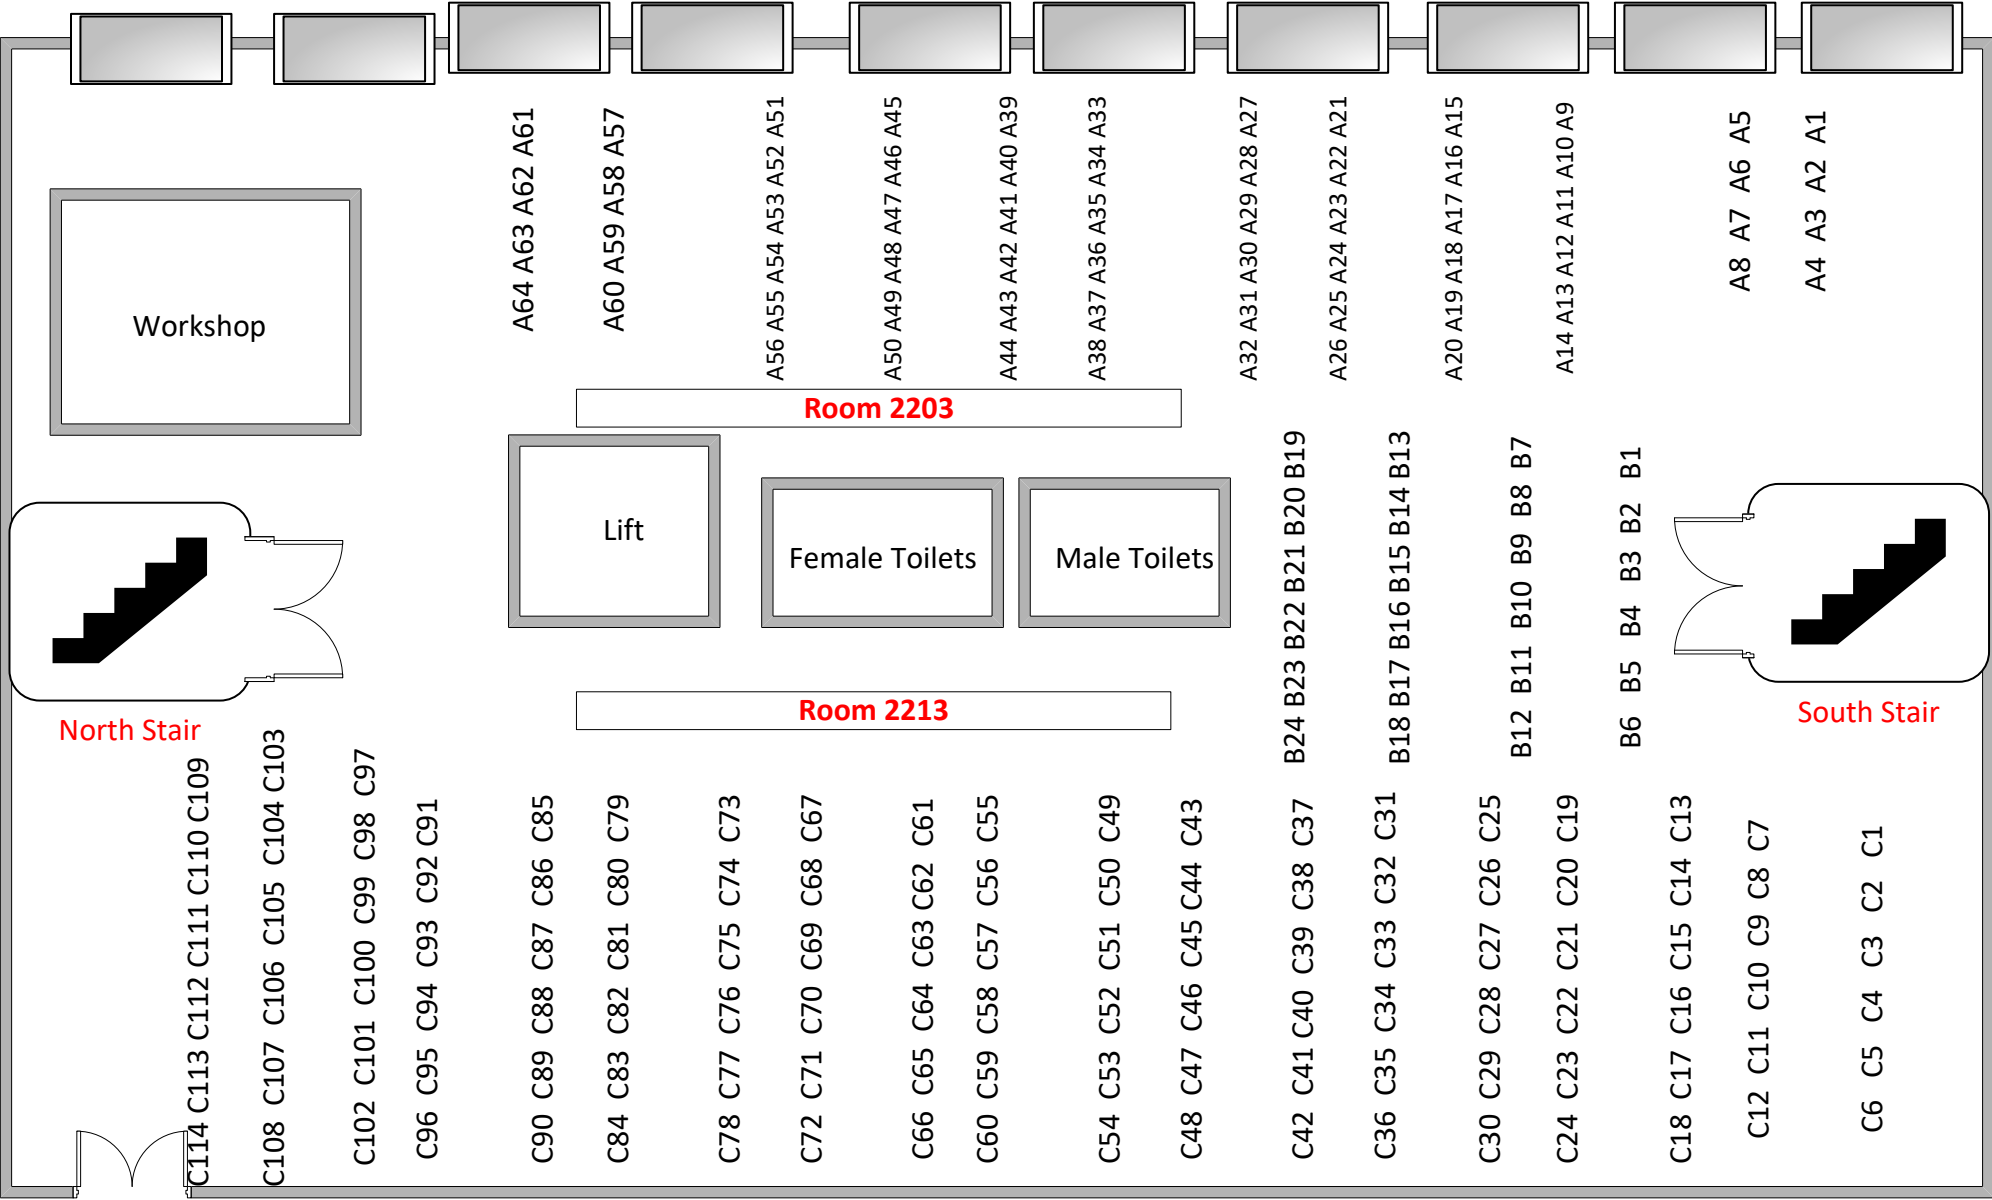 A64 A63 A62 A61
A60 A59 A58 A57
A56 A55 A54 A53 A52 A51
A50 A49 A48 A47 A46 A45
A44 A43 A42 A41 A40 A39
A38 A37 A36 A35 A34 A33
A32 A31 A30 A29 A28 A27
A26 A25 A24 A23 A22 A21
A20 A19 A18 A17 A16 A15
A14 A13 A12 A11 A10 A9
A8 A7 A6 A5
A4 A3 A2 A1
Workshop
Room 2203
Lift
Female Toilets
Male Toilets
B24 B23 B22 B21 B20 B19
B18 B17 B16 B15 B14 B13
B12 B11 B10 B9 B8 B7
B6 B5 B4 B3 B2 B1
Room 2213
North Stair
South Stair
C114 C113 C112 C111 C110 C109
C108 C107 C106 C105 C104 C103
C102 C101 C100 C99 C98 C97
C96 C95 C94 C93 C92 C91
C90 C89 C88 C87 C86 C85
C84 C83 C82 C81 C80 C79
C78 C77 C76 C75 C74 C73
C72 C71 C70 C69 C68 C67
C66 C65 C64 C63 C62 C61
C60 C59 C58 C57 C56 C55
C54 C53 C52 C51 C50 C49
C48 C47 C46 C45 C44 C43
C42 C41 C40 C39 C38 C37
C36 C35 C34 C33 C32 C31
C30 C29 C28 C27 C26 C25
C24 C23 C22 C21 C20 C19
C18 C17 C16 C15 C14 C13
C12 C11 C10 C9 C8 C7
C6 C5 C4 C3 C2 C1